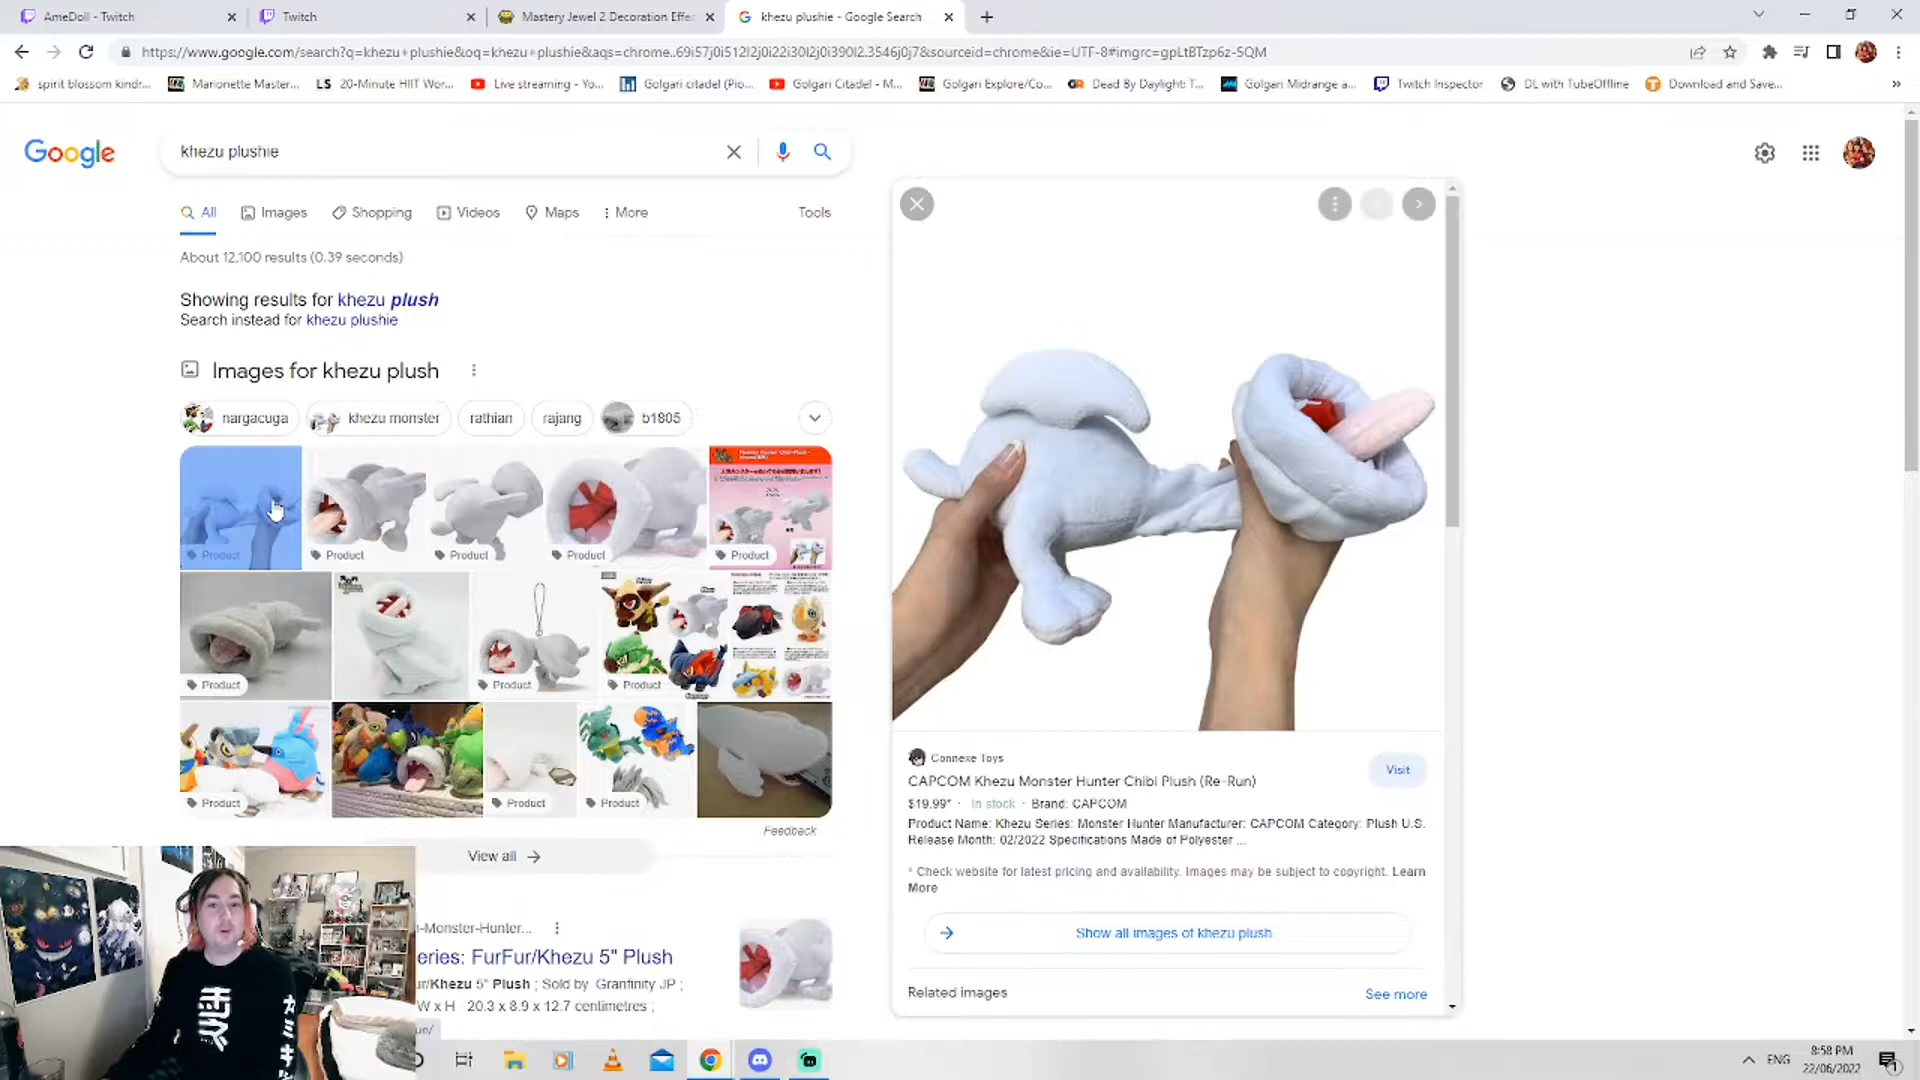 AmeDoll - Twitch
Twitch
Mastery Jewel 2 Decoration Effec
khezu plushie - Google Search
https://www.google.com/search?q=khezu+plushie&oq=khezu+plushie&aqs=chrome..69i57j0i512l2j0i22i30l2j0i390l2.3546j0j7&sourceid=chrome&ie=UTF-8#imgrc=gpLtBTzp6z-5QM
spirit blossom kindr...
Marionette Master...
20-Minute HIIT Wor...
Live streaming - Yo...
Golgari citadel (Pio...
Golgari Citadel - M...
Golgari Explore/Co...
Dead By Daylight: T...
Golgari Midrange a...
Twitch Inspector
DL with TubeOffline
Download and Save...
Google
khezu plushie
All Images Shopping Videos Maps More Tools
About 12,100 results (0.39 seconds)
Showing results for khezu plush
Search instead for khezu plushie
Images for khezu plush
nargacuga khezu monster rathian rajang b1805
Product Product Product Product Product
Product Product Product
Product Product Product
Feedback
View all
n-Monster-Hunter...
eries: FurFur/Khezu 5" Plush
ur/Khezu 5" Plush ; Sold by Granfinity JP ;
W x H 20.3 x 8.9 x 12.7 centimetres ;
un/
Connexe Toys
CAPCOM Khezu Monster Hunter Chibi Plush (Re-Run)
Visit
$19.99* · In stock · Brand: CAPCOM
Product Name: Khezu Series: Monster Hunter Manufacturer: CAPCOM Category: Plush U.S.
Release Month: 02/2022 Specifications Made of Polyester ...
* Check website for latest pricing and availability. Images may be subject to copyright. Learn
More
Show all images of khezu plush
Related images
See more
ENG
8:58 PM
22/06/2022